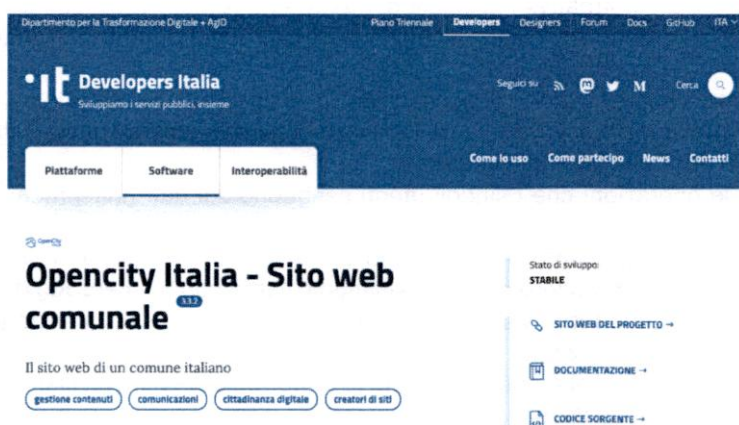 Dipartimento per la Trasformazione Digitale + AgID
Piano Triennale Developers Designers Forum Docs GitHub ITA
Developers Italia
Sviluppiamo i servizi pubblici, insieme
Seguici su Cerca
Piattaforme Software Interoperabilità
Come lo uso Come partecipo News Contatti
OpenCity
Opencity Italia - Sito web
comunale 3.3.2
Il sito web di un comune italiano
gestione contenuti comunicazioni cittadinanza digitale creatori di siti
Stato di sviluppo:
STABILE
SITO WEB DEL PROGETTO →
DOCUMENTAZIONE →
CODICE SORGENTE →